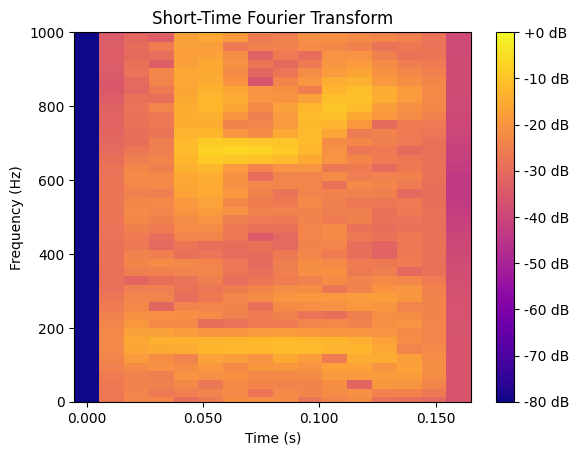 Short-Time Fourier Transform
Frequency (Hz)
1000
800
600
400
200
0
0.000
0.050
0.100
0.150
Time (s)
+0 dB
-10 dB
-20 dB
-30 dB
-40 dB
-50 dB
-60 dB
-70 dB
-80 dB